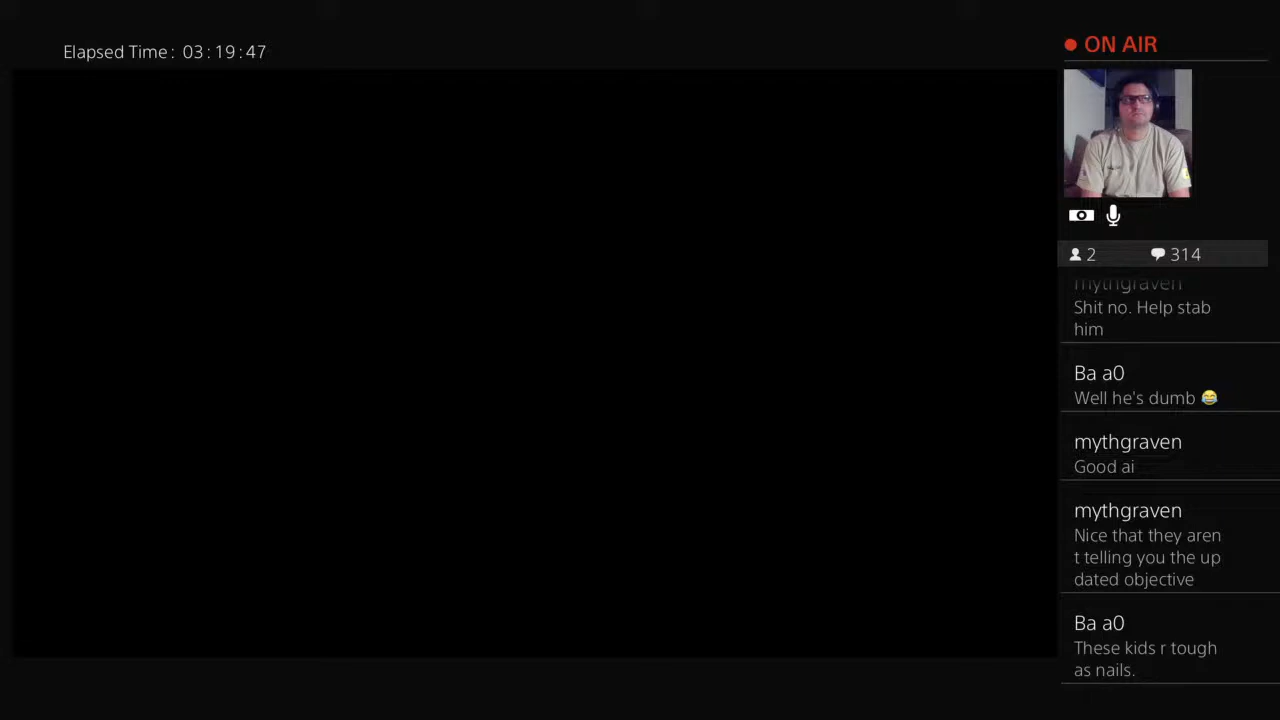 Elapsed Time: 03:19:47
ON AIR
2 314
mythgraven
Shit no. Help stab
him
Ba a0
Well he's dumb 😂
mythgraven
Good ai
mythgraven
Nice that they aren
t telling you the up
dated objective
Ba a0
These kids r tough
as nails.